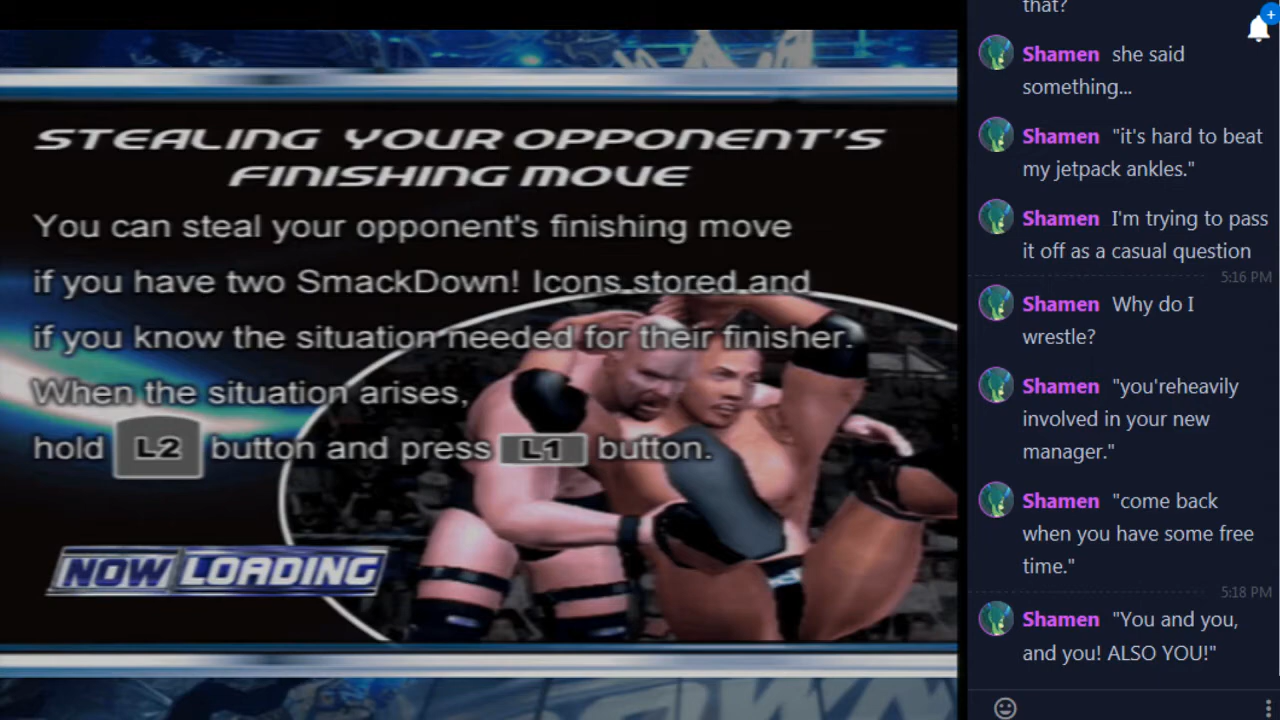 STEALING YOUR OPPONENT'S
FINISHING MOVE
You can steal your opponent's finishing move
if you have two SmackDown! Icons stored and
if you know the situation needed for their finisher.
When the situation arises,
hold L2 button and press L1 button.
NOW LOADING
that?
Shamen she said
something...
Shamen "it's hard to beat
my jetpack ankles."
Shamen I'm trying to pass
it off as a casual question
5:16 PM
Shamen Why do I
wrestle?
Shamen "you'reheavily
involved in your new
manager."
Shamen "come back
when you have some free
time."
5:18 PM
Shamen "You and you,
and you! ALSO YOU!"